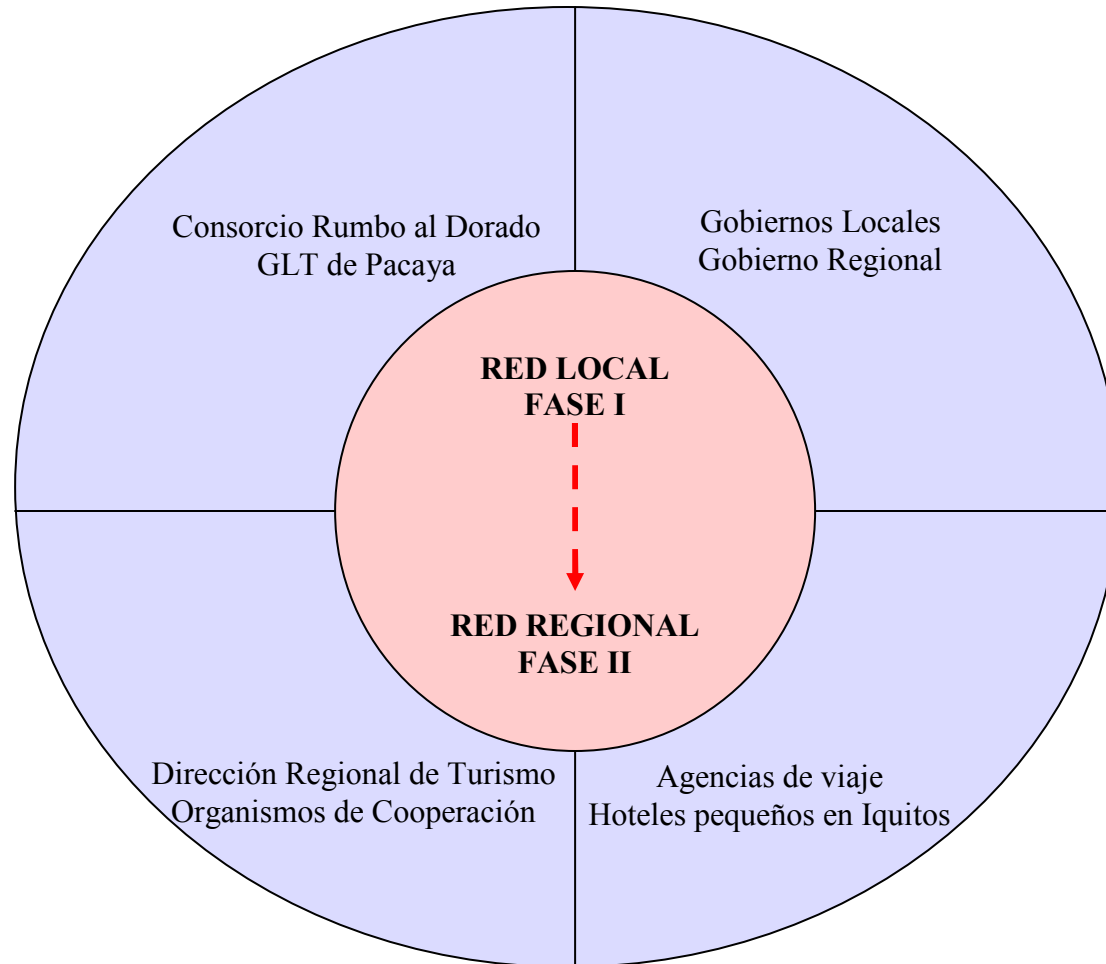 Consorcio Rumbo al Dorado
GLT de Pacaya
Gobiernos Locales
Gobierno Regional
RED LOCAL
FASE I
RED REGIONAL
FASE II
Dirección Regional de Turismo
Organismos de Cooperación
Agencias de viaje
Hoteles pequeños en Iquitos